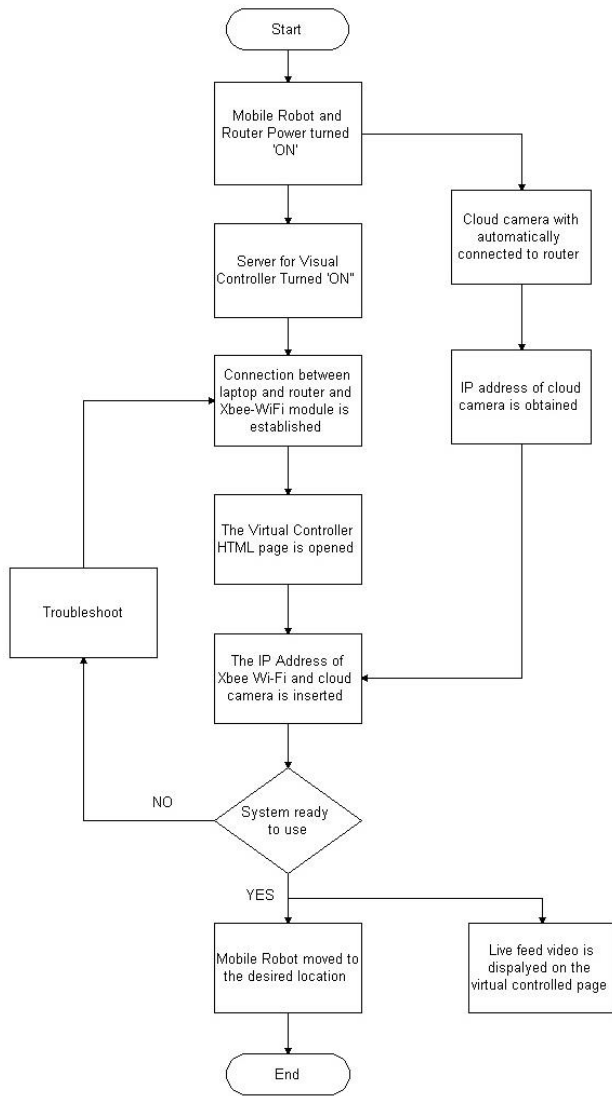 Start
Mobile Robot and
Router Power turned
'ON'
Cloud camera with
automatically
connected to router
Server for Visual
Controller Turned 'ON"
Connection between
laptop and router and
Xbee-WiFi module is
established
IP address of cloud
camera is obtained
The Virtual Controller
HTML page is opened
Troubleshoot
The IP Address of
Xbee Wi-Fi and cloud
camera is inserted
NO
System ready
to use
YES
Mobile Robot moved to
the desired location
Live feed video is
dispalyed on the
virtual controlled page
End